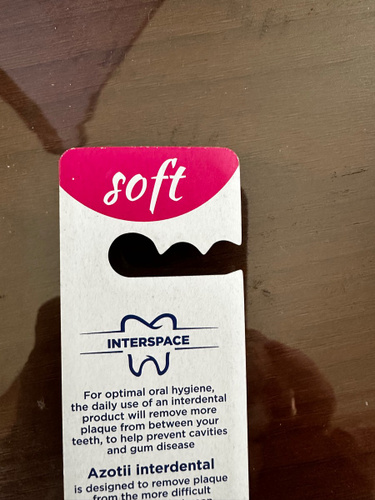 soft
INTERSPACE
For optimal oral hygiene,
the daily use of an interdental
product will remove more
plaque from between your
teeth, to help prevent cavities
and gum disease
Azotii interdental
is designed to remove plaque
from the more difficult